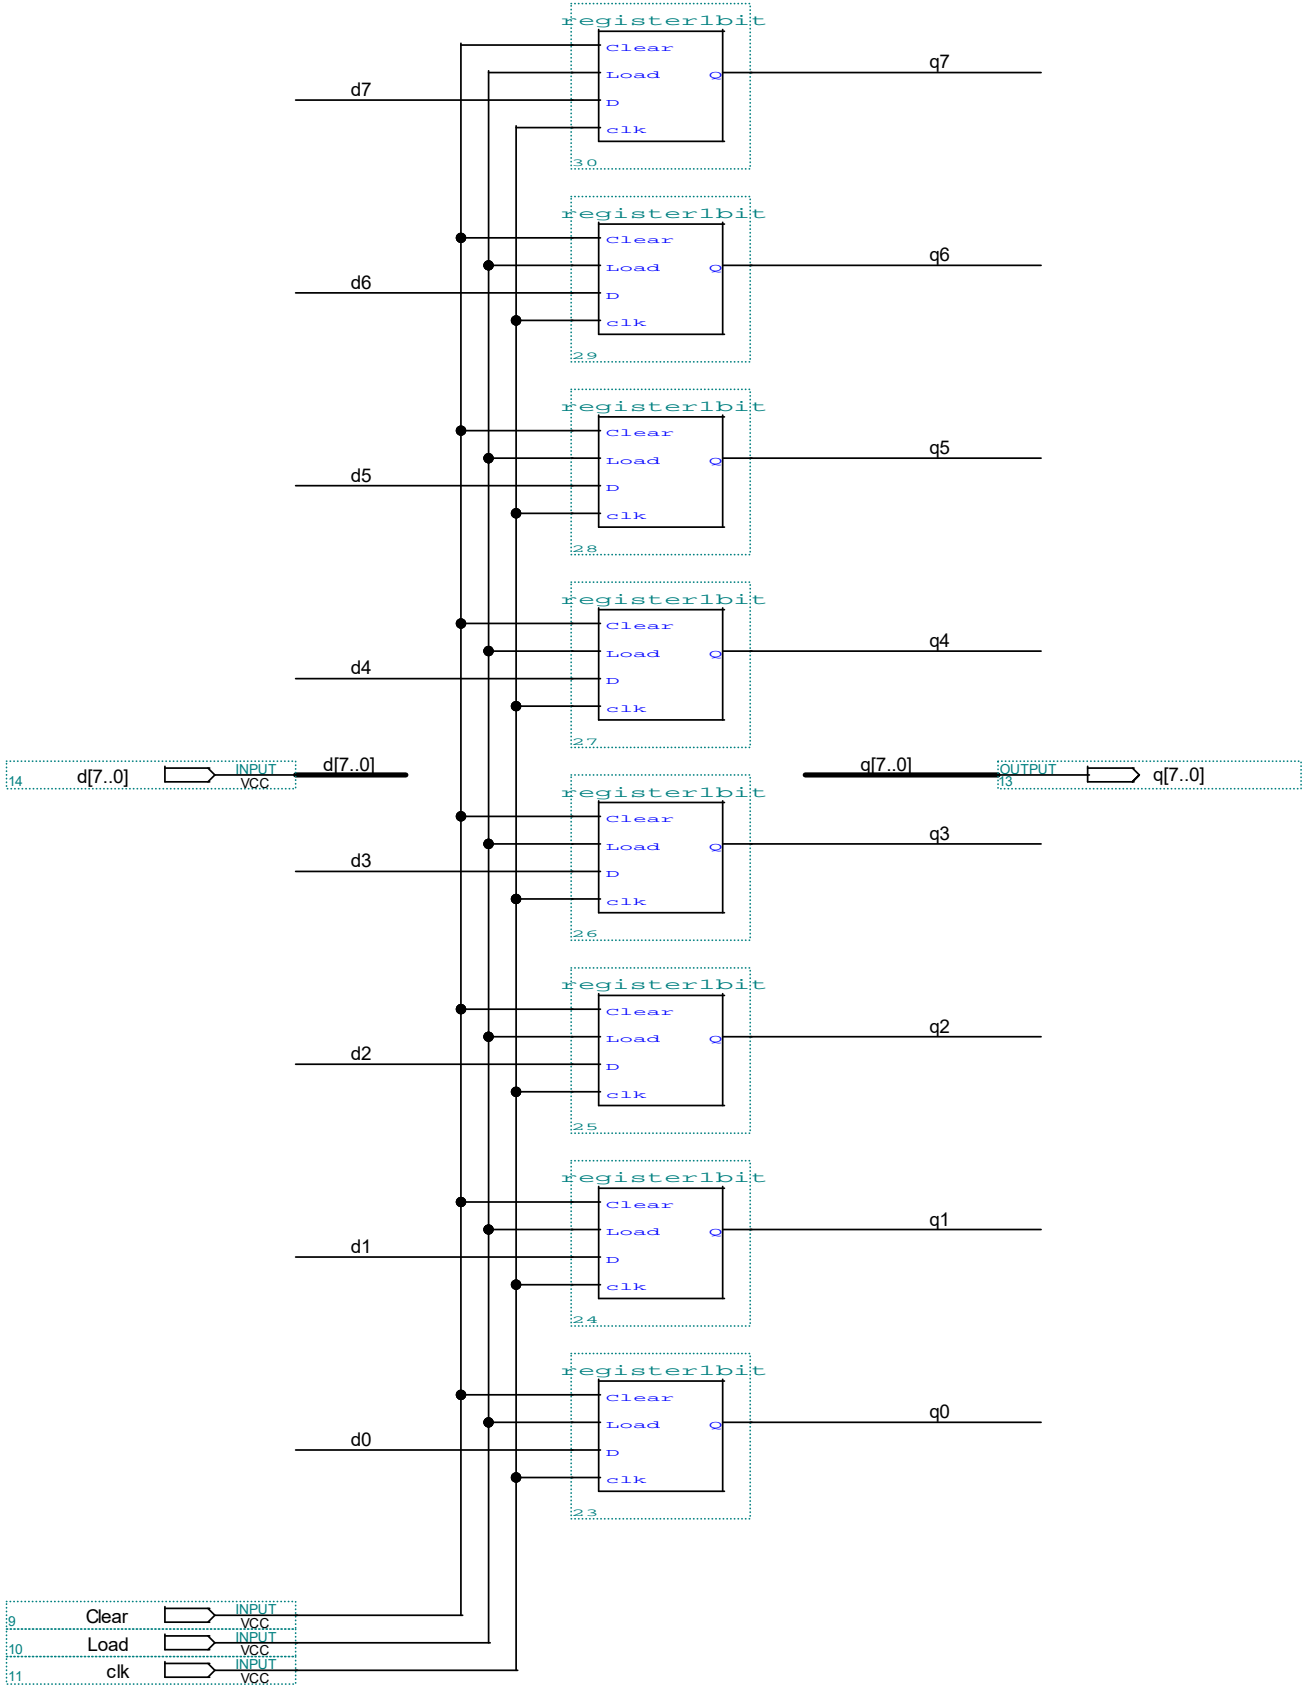 register1bit
Clear
Load Q q7
d7 D
clk
30
register1bit
Clear
Load Q q6
d6 D
clk
29
register1bit
Clear
Load Q q5
d5 D
clk
28
register1bit
Clear
Load Q q4
d4 D
clk
27
14 d[7..0] INPUT VCC d[7..0] q[7..0] OUTPUT 13 q[7..0]
register1bit
Clear
Load Q q3
d3 D
clk
26
register1bit
Clear
Load Q q2
d2 D
clk
25
register1bit
Clear
Load Q q1
d1 D
clk
24
register1bit
Clear
Load Q q0
d0 D
clk
23
9 Clear INPUT VCC
10 Load INPUT VCC
11 clk INPUT VCC